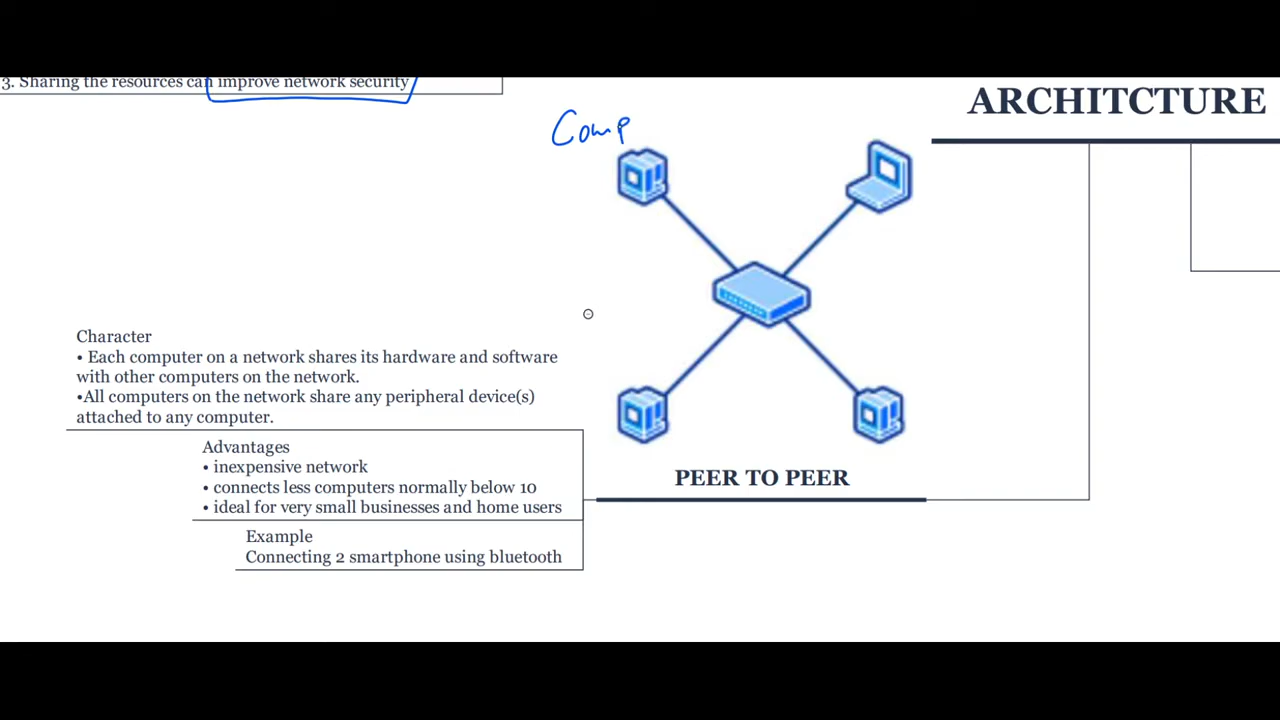 3. Sharing the resources can improve network security
ARCHITCTURE
Comp
Character
• Each computer on a network shares its hardware and software
with other computers on the network.
•All computers on the network share any peripheral device(s)
attached to any computer.
Advantages
• inexpensive network
• connects less computers normally below 10
• ideal for very small businesses and home users
Example
Connecting 2 smartphone using bluetooth
PEER TO PEER